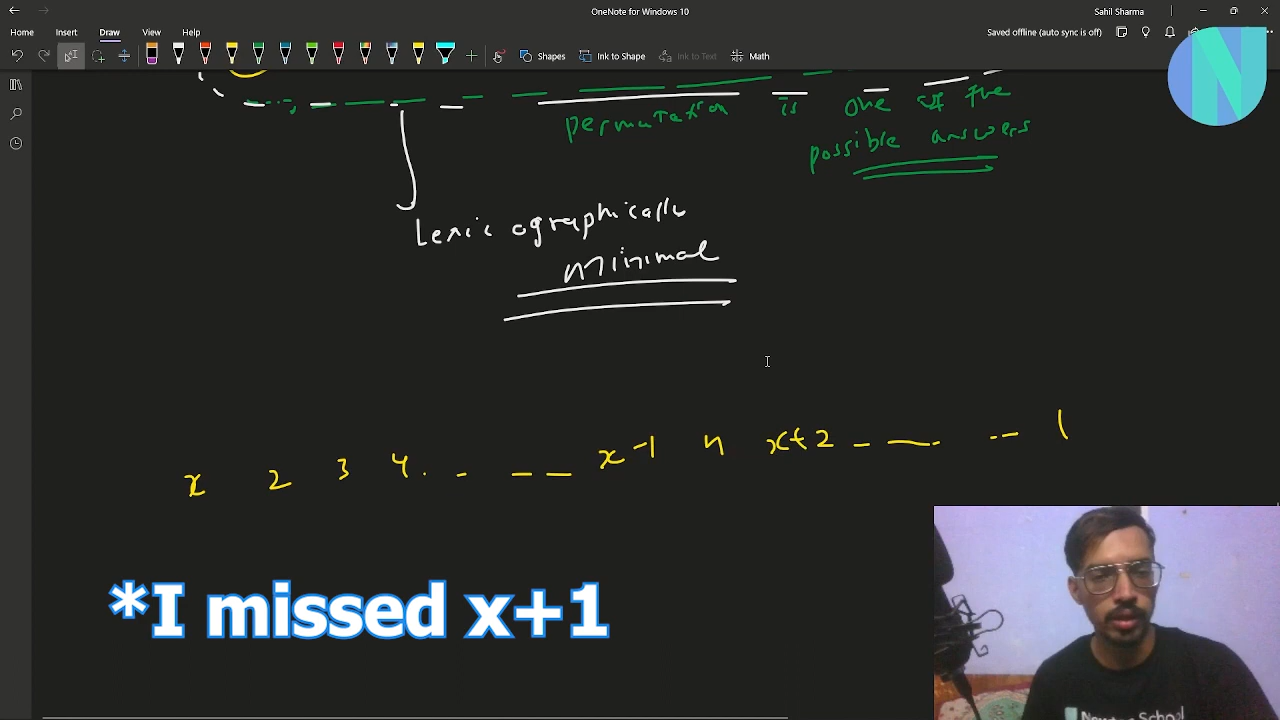 OneNote for Windows 10
Sahil Sharma
Home Insert Draw View Help
Saved offline (auto sync is off)
Shapes Ink to Shape Ink to Text Math
permutation is one of the
possible answers
Lexicographically
minimal
x 2 3 4 . - - - x-1 n x+2 - - - -- 1
*I missed x+1
School